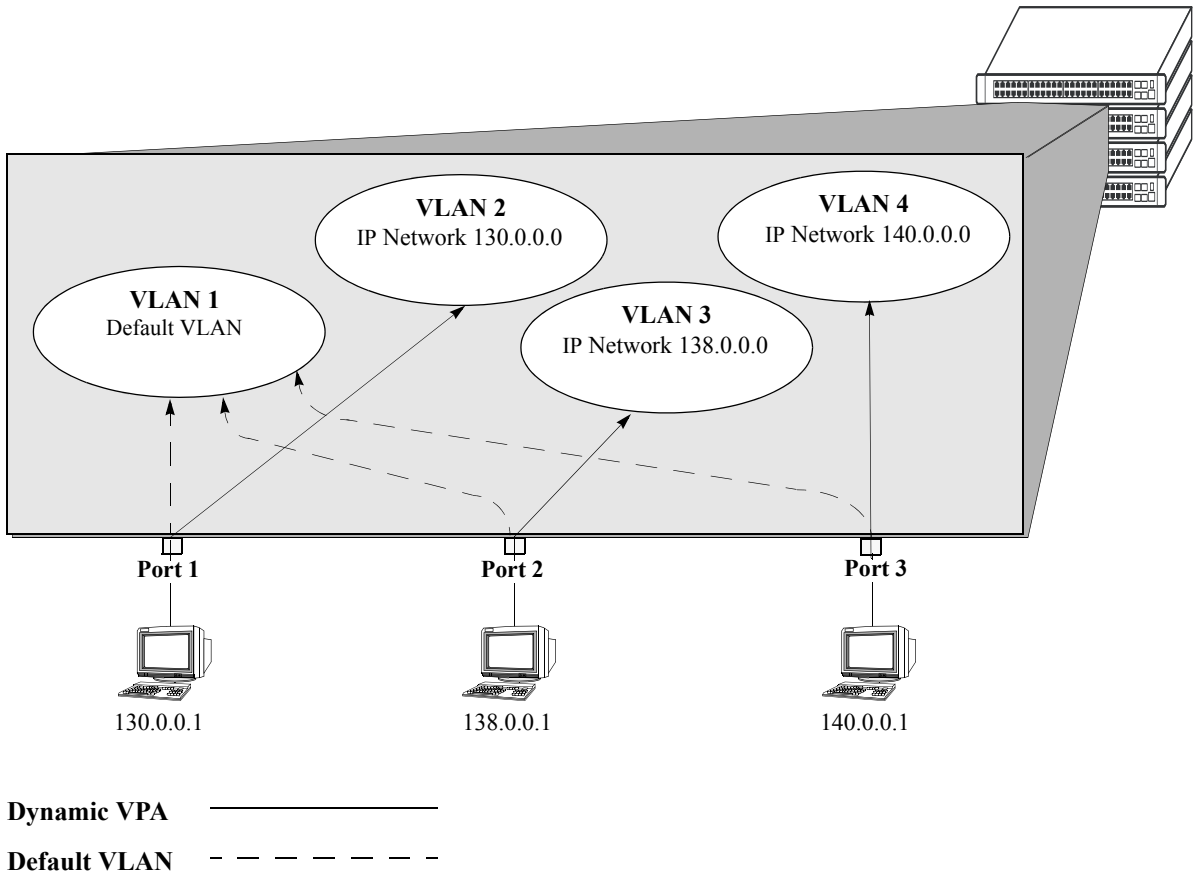 VLAN 2
IP Network 130.0.0.0
VLAN 4
IP Network 140.0.0.0
VLAN 1
Default VLAN
VLAN 3
IP Network 138.0.0.0
Port 1
Port 2
Port 3
130.0.0.1
138.0.0.1
140.0.0.1
Dynamic VPA
Default VLAN